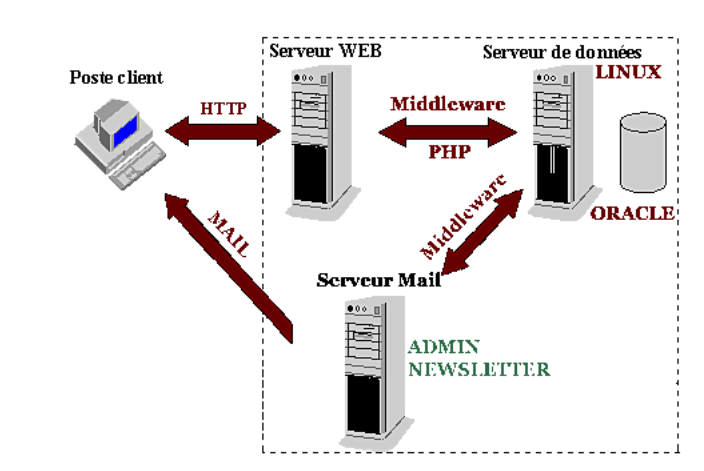 Serveur WEB
Serveur de données
LINUX
Poste client
HTTP
Middleware
PHP
ORACLE
Middleware
MAIL
Serveur Mail
ADMIN
NEWSLETTER